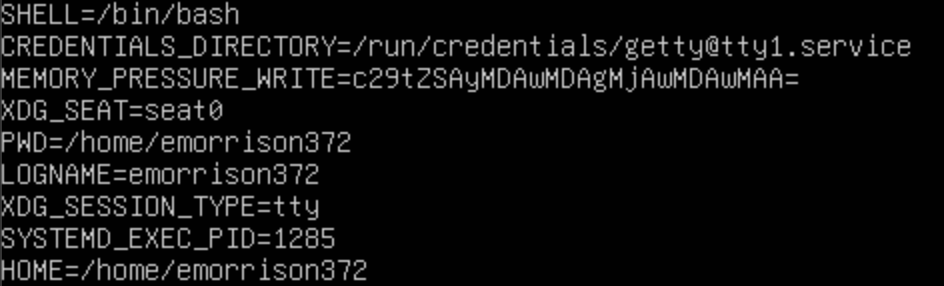 SHELL=/bin/bash
CREDENTIALS_DIRECTORY=/run/credentials/getty@tty1.service
MEMORY_PRESSURE_WRITE=c29tZSAyMDAwMDAgMjAwMDAwMAA=
XDG_SEAT=seat0
PWD=/home/emorrison372
LOGNAME=emorrison372
XDG_SESSION_TYPE=tty
SYSTEMD_EXEC_PID=1285
HOME=/home/emorrison372